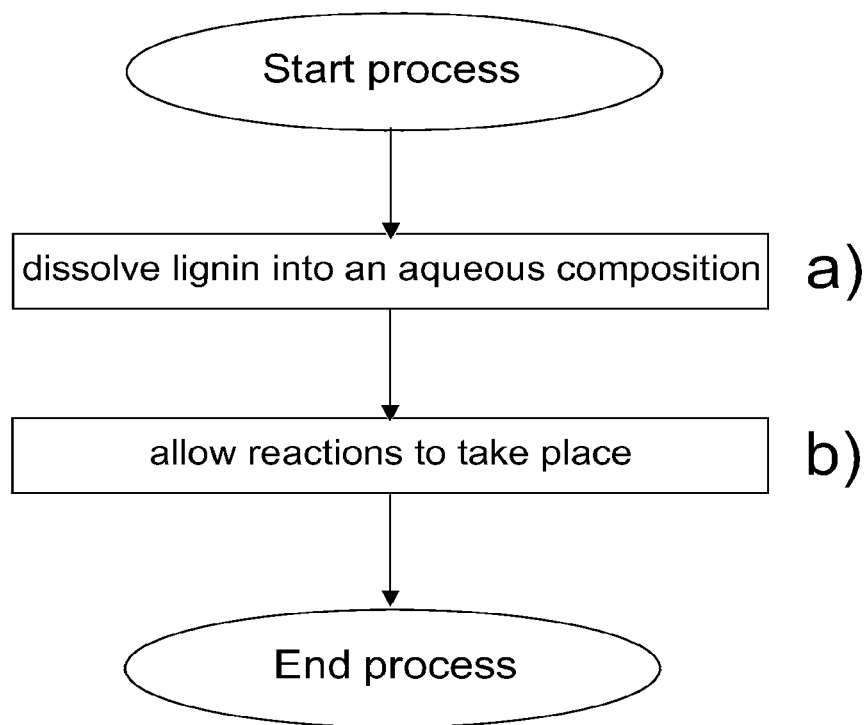 Start process
dissolve lignin into an aqueous composition
a)
allow reactions to take place
b)
End process